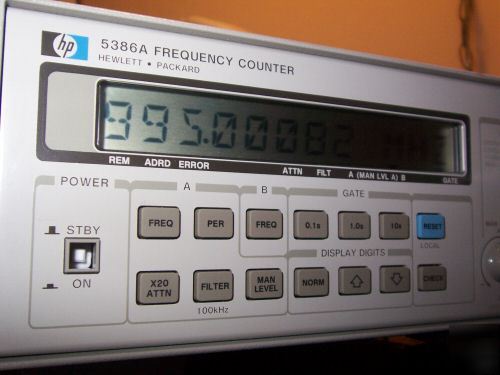 hp 5386A FREQUENCY COUNTER
HEWLETT • PACKARD
995.00082 MHZ
REM ADRD ERROR ATTN FILT A (MAN LVL A) B GATE
POWER A B GATE
FREQ PER FREQ 0.1s 1.0s 10s RESET
LOCAL
STBY
DISPLAY DIGITS
ON
X20 ATTN FILTER MAN LEVEL NORM CHECK
100kHz